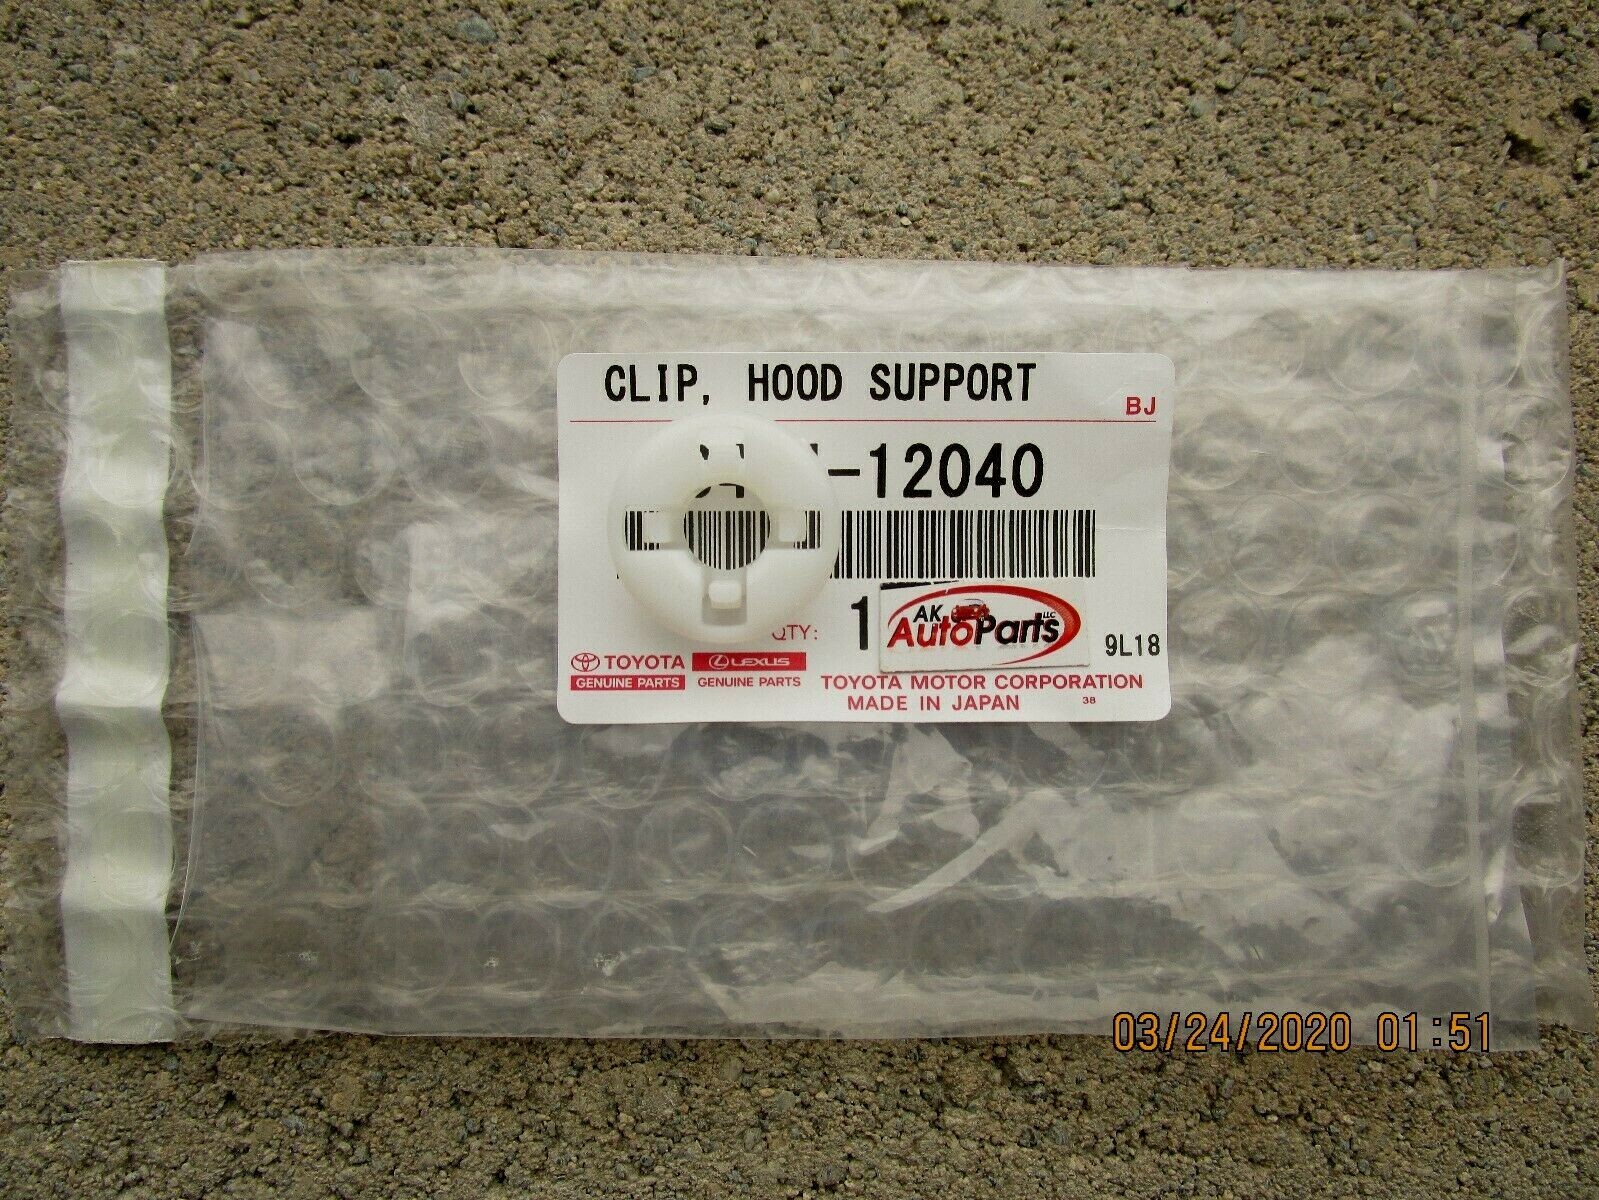 CLIP, HOOD SUPPORT
BJ
-12040
QTY: 1
AK
AutoParts
LLC
9L18
TOYOTA
GENUINE PARTS
LEXUS
GENUINE PARTS
TOYOTA MOTOR CORPORATION
MADE IN JAPAN
38
03/24/2020 01:51